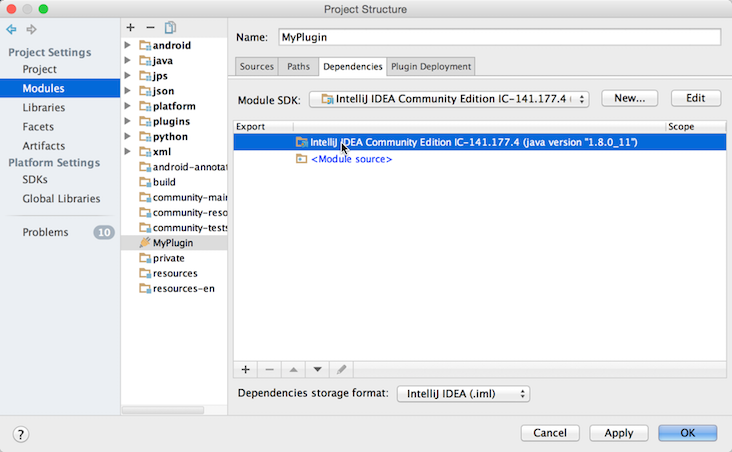 Project Structure
Project Settings
Project
Modules
Libraries
Facets
Artifacts
Platform Settings
SDKs
Global Libraries
Problems 10
android
java
jps
json
platform
plugins
python
xml
android-annotat
build
community-mai
community-reso
community-tests
MyPlugin
private
resources
resources-en
Name: MyPlugin
Sources Paths Dependencies Plugin Deployment
Module SDK: IntelliJ IDEA Community Edition IC-141.177.4 ( New... Edit
Export Scope
IntelliJ IDEA Community Edition IC-141.177.4 (java version "1.8.0_11")
<Module source>
Dependencies storage format: IntelliJ IDEA (.iml)
? Cancel Apply OK